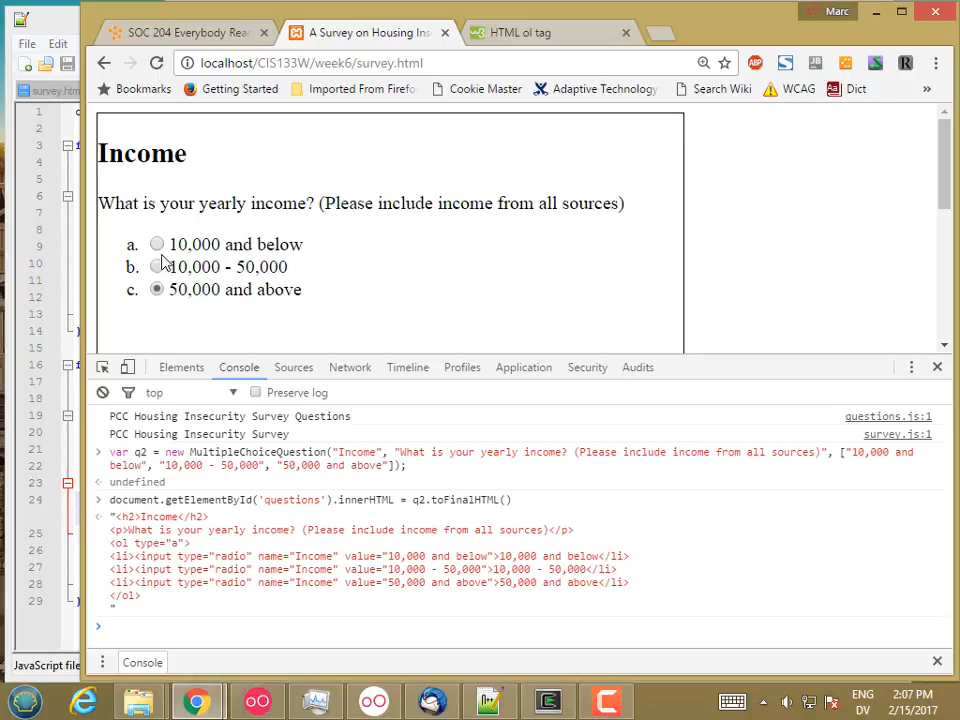 Marc
SOC 204 Everybody Rea
A Survey on Housing Ins
HTML ol tag
File Edit
localhost/CIS133W/week6/survey.html
Bookmarks
Getting Started
Imported From Firefo
Cookie Master
Adaptive Technology
Search Wiki
WCAG
Dict
»
survey.htm
1
2
3
4
5
6
7
8
9
10
11
12
13
14
15
16
17
18
19
20
21
22
23
24
25
26
27
28
29
Income
What is your yearly income? (Please include income from all sources)
a. 10,000 and below
b. 10,000 - 50,000
c. 50,000 and above
Elements Console Sources Network Timeline Profiles Application Security Audits
top Preserve log
PCC Housing Insecurity Survey Questions questions.js:1
PCC Housing Insecurity Survey survey.js:1
> var q2 = new MultipleChoiceQuestion("Income", "What is your yearly income? (Please include income from all sources)", ["10,000 and
below", "10,000 - 50,000", "50,000 and above"]);
< undefined
> document.getElementById('questions').innerHTML = q2.toFinalHTML()
< "<h2>Income</h2>
<p>What is your yearly income? (Please include income from all sources)</p>
<ol type="a">
<li><input type="radio" name="Income" value="10,000 and below">10,000 and below</li>
<li><input type="radio" name="Income" value="10,000 - 50,000">10,000 - 50,000</li>
<li><input type="radio" name="Income" value="50,000 and above">50,000 and above</li>
</ol>
"
>
Console
JavaScript file
ENG
DV
2:07 PM
2/15/2017